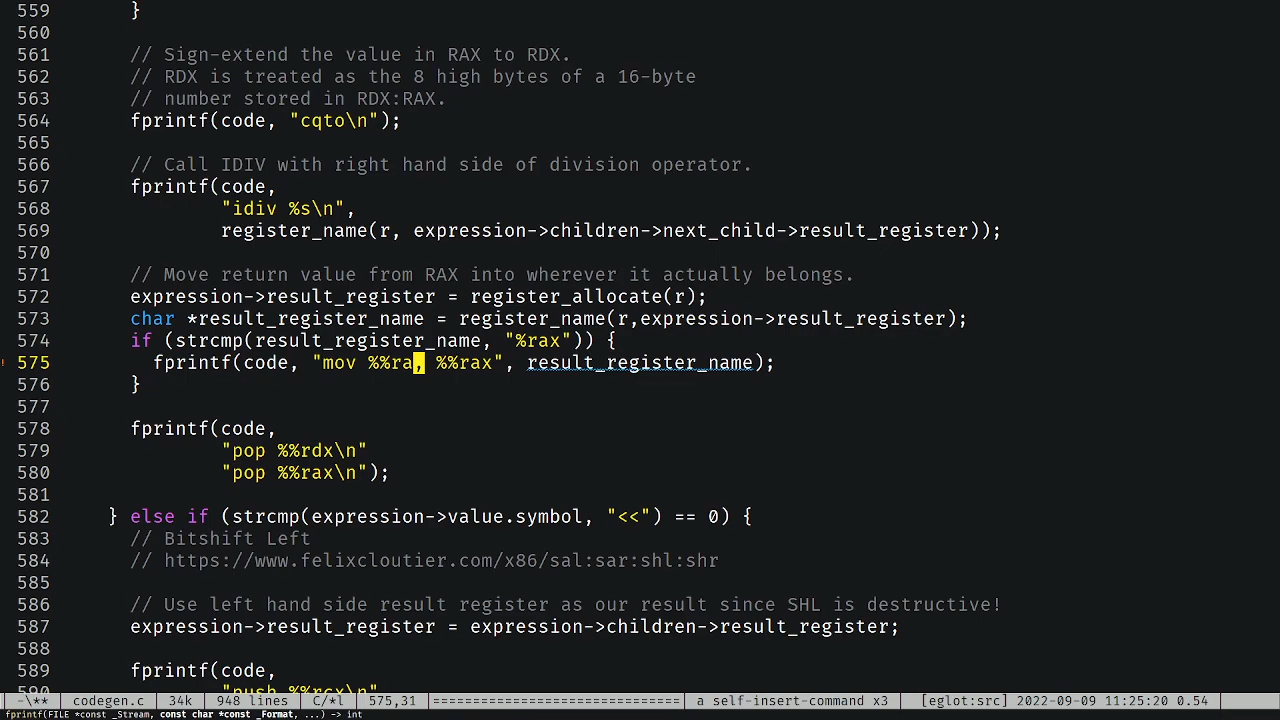 559       }
560
561       // Sign-extend the value in RAX to RDX.
562       // RDX is treated as the 8 high bytes of a 16-byte
563       // number stored in RDX:RAX.
564       fprintf(code, "cqto\n");
565
566       // Call IDIV with right hand side of division operator.
567       fprintf(code,
568               "idiv %s\n",
569               register_name(r, expression->children->next_child->result_register));
570
571       // Move return value from RAX into wherever it actually belongs.
572       expression->result_register = register_allocate(r);
573       char *result_register_name = register_name(r,expression->result_register);
574       if (strcmp(result_register_name, "%rax")) {
! 575         fprintf(code, "mov %%ra, %%rax", result_register_name);
576       }
577
578       fprintf(code,
579               "pop %%rdx\n"
580               "pop %%rax\n");
581
582     } else if (strcmp(expression->value.symbol, "<<") == 0) {
583       // Bitshift Left
584       // https://www.felixcloutier.com/x86/sal:sar:shl:shr
585
586       // Use left hand side result register as our result since SHL is destructive!
587       expression->result_register = expression->children->result_register;
588
589       fprintf(code,
590               "push %%rcx\n"
-\** codegen.c 34k 948 lines C/*l 575,31 ============================ a self-insert-command x3 [eglot:src] 2022-09-09 11:25:20 0.54
fprintf(FILE *const _Stream, const char *const _Format, ...) -> int